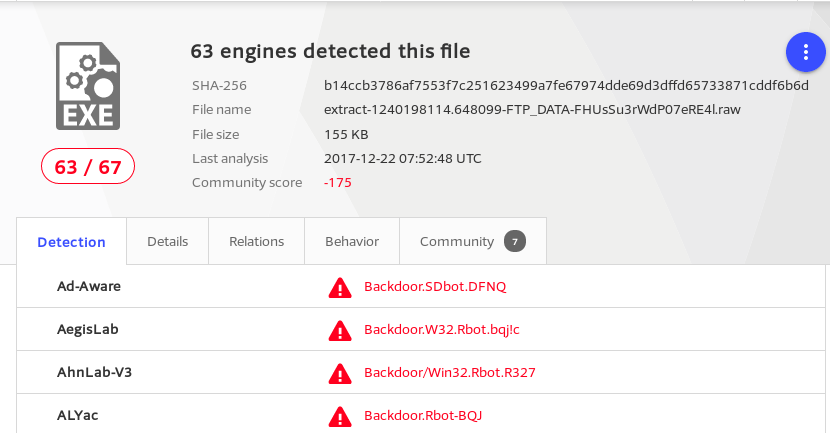 63 engines detected this file
SHA-256 b14ccb3786af7553f7c251623499a7fe67974dde69d3dffd65733871cddf6b6d
File name extract-1240198114.648099-FTP_DATA-FHUsSu3rWdP07eRE4l.raw
EXE
File size 155 KB
63 / 67
Last analysis 2017-12-22 07:52:48 UTC
Community score -175
Detection Details Relations Behavior Community 7
Ad-Aware Backdoor.SDbot.DFNQ
AegisLab Backdoor.W32.Rbot.bqj!c
AhnLab-V3 Backdoor/Win32.Rbot.R327
ALYac Backdoor.Rbot-BQJ